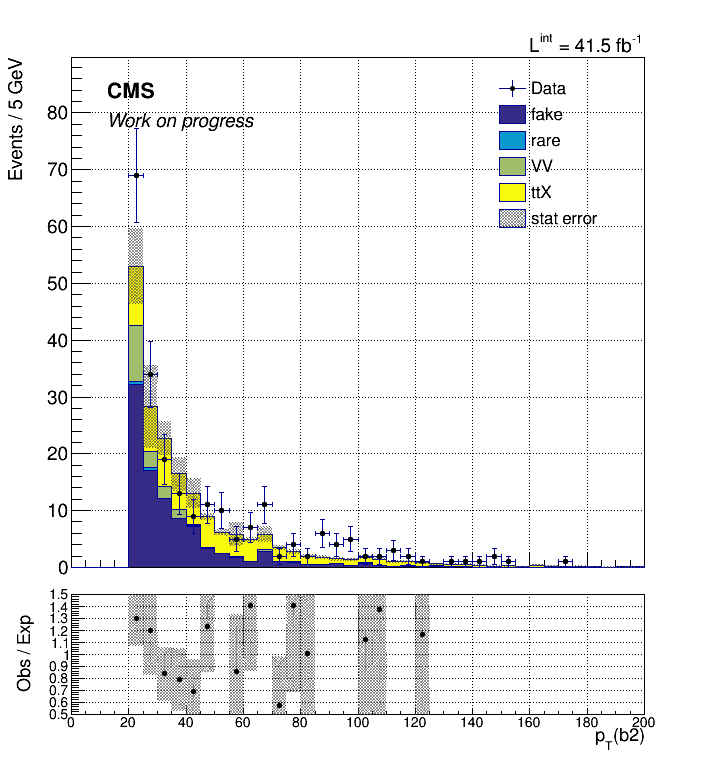 L^int = 41.5 fb^-1
Events / 5 GeV
CMS
Work on progress
Data
fake
rare
VV
ttX
stat error
80
70
60
50
40
30
20
10
0
Obs / Exp
1.5
1.4
1.3
1.2
1.1
1
0.9
0.8
0.7
0.6
0.5
0 20 40 60 80 100 120 140 160 180 200
p_T(b2)